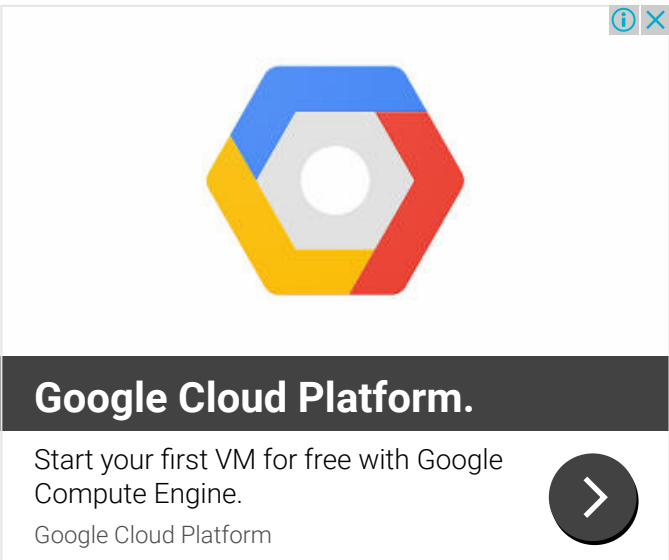 Google Cloud Platform.
Start your first VM for free with Google
Compute Engine.
Google Cloud Platform